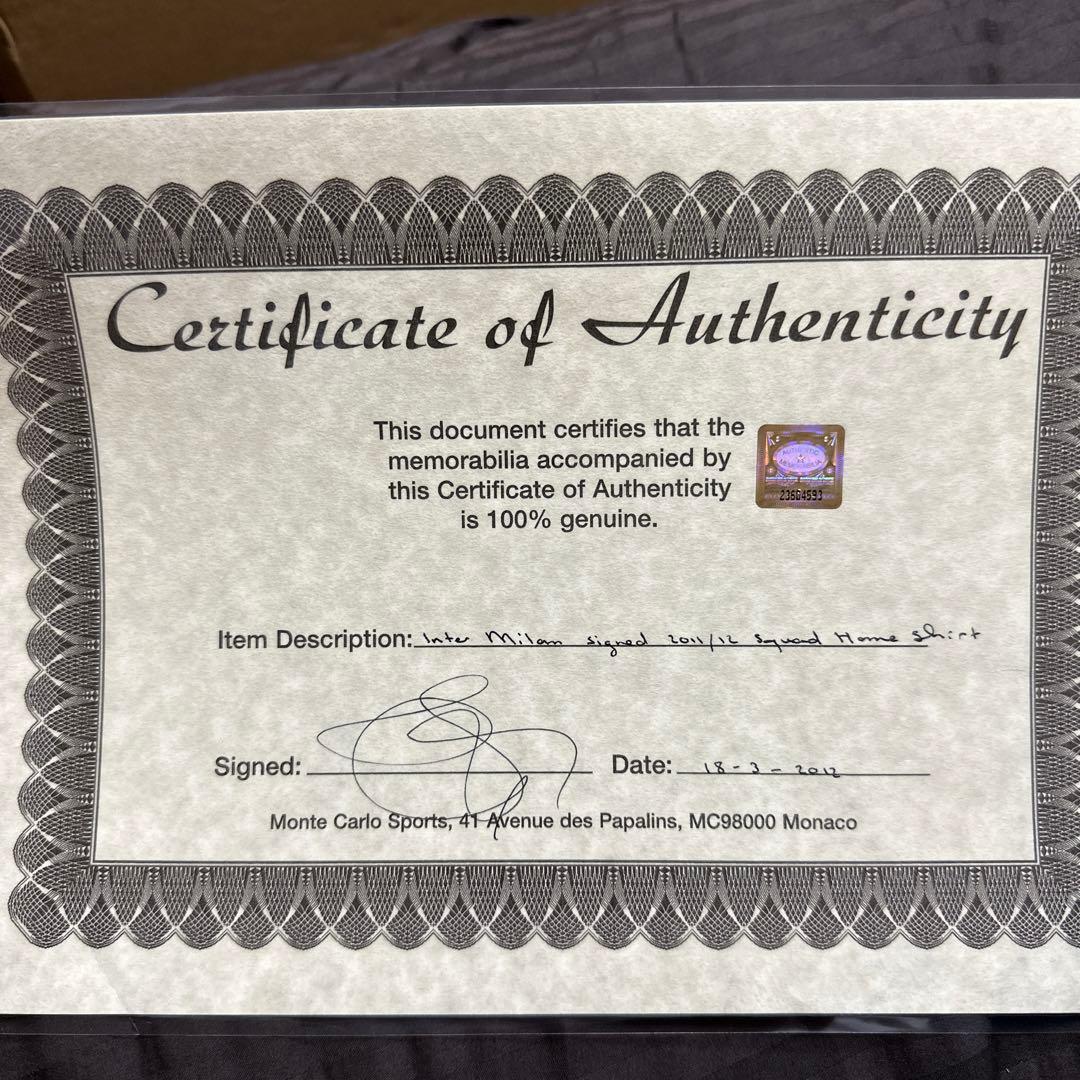 Certificate of Authenticity
This document certifies that the
memorabilia accompanied by
this Certificate of Authenticity
is 100% genuine.
AUTHENTIC
23604593
Item Description: Inter Milan signed 2011/12 Squad Home Shirt
Signed:
Date: 18-3-2012
Monte Carlo Sports, 41 Avenue des Papalins, MC98000 Monaco